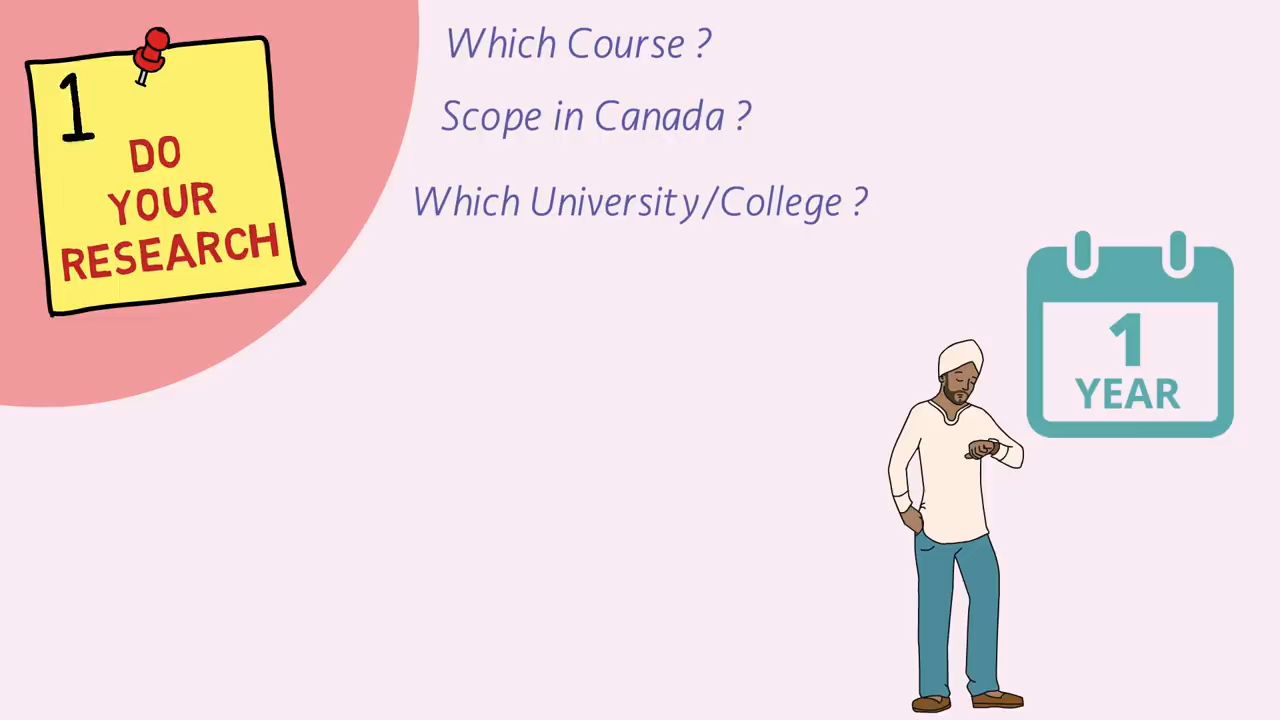 1
DO
YOUR
RESEARCH
Which Course ?
Scope in Canada ?
Which University/College ?
1
YEAR